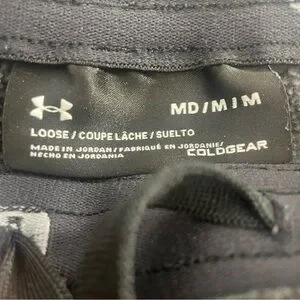 MD/M/M
LOOSE/COUPE LÂCHE/SUELTO
MADE IN JORDAN/FABRIQUÉ EN JORDANIE/
HECHO EN JORDANIA
COLDGEAR